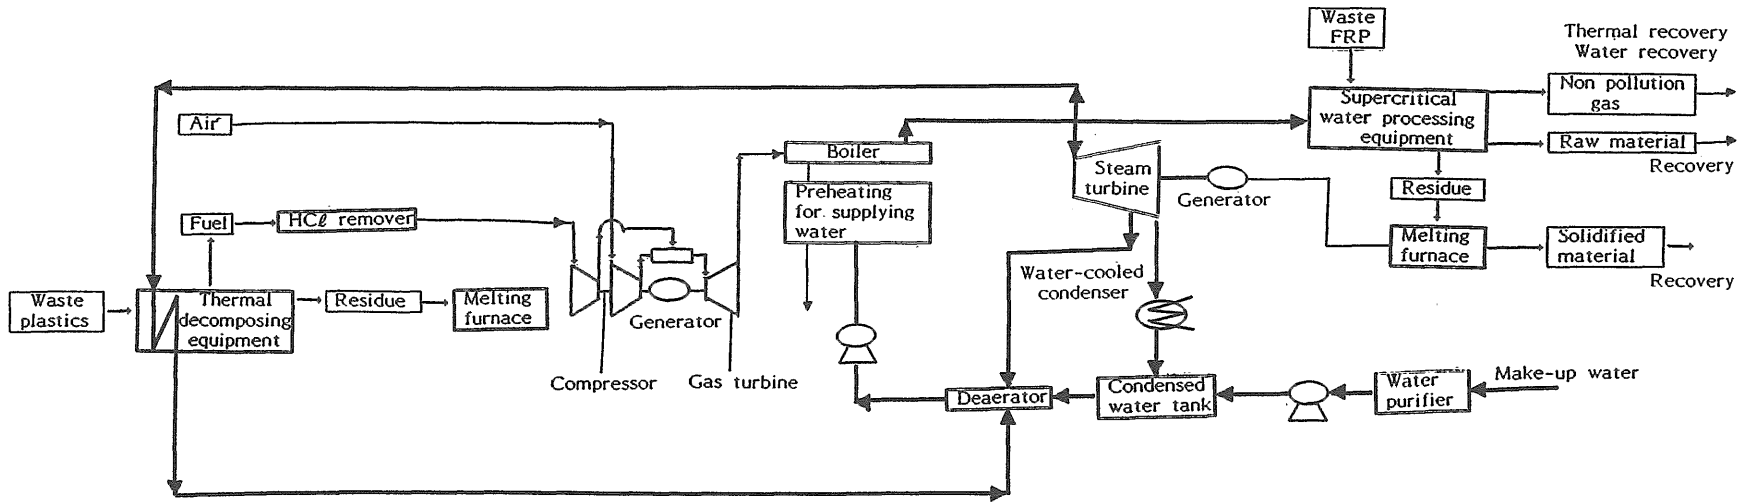 Waste
FRP
Thermal recovery
Water recovery
Non pollution
gas
Supercritical
water processing
equipment
Raw material
Recovery
Air
Boiler
Steam
turbine
Generator
Residue
Preheating
for supplying
water
Fuel
HCℓ remover
Melting
furnace
Solidified
material
Recovery
Water-cooled
condenser
Waste
plastics
Thermal
decomposing
equipment
Residue
Melting
furnace
Generator
Compressor
Gas turbine
Deaerator
Condensed
water tank
Water
purifier
Make-up water